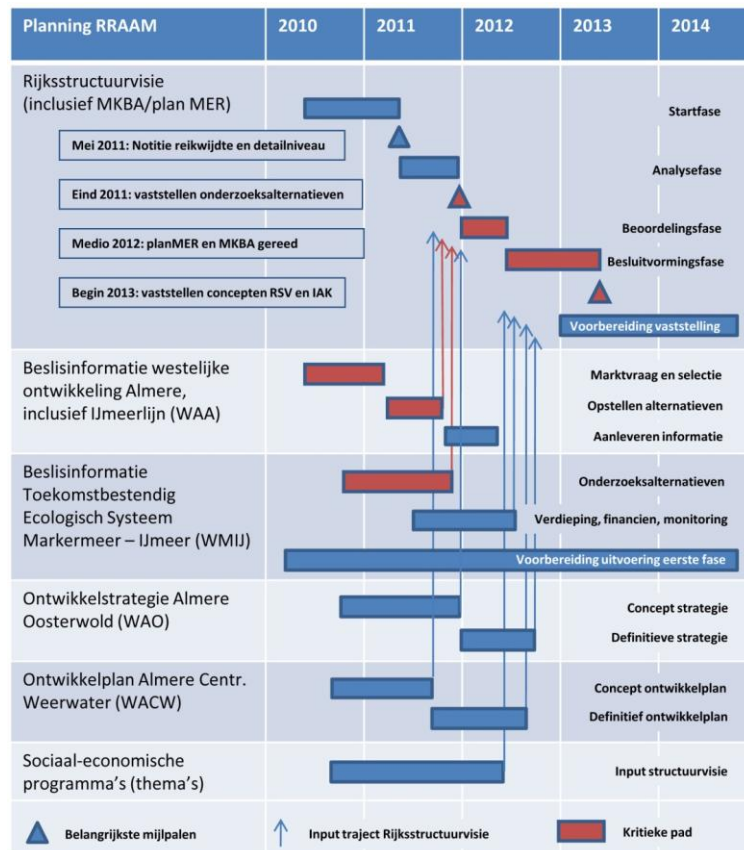 Planning RRAAM 2010 2011 2012 2013 2014
Rijksstructuurvisie
(inclusief MKBA/plan MER)
Startfase
Mei 2011: Notitie reikwijdte en detailniveau
Analysefase
Eind 2011: vaststellen onderzoeksalternatieven
Beoordelingsfase
Medio 2012: planMER en MKBA gereed
Besluitvormingsfase
Begin 2013: vaststellen concepten RSV en IAK
Voorbereiding vaststelling
Beslisinformatie westelijke
ontwikkeling Almere,
inclusief IJmeerlijn (WAA)
Marktvraag en selectie
Opstellen alternatieven
Aanleveren informatie
Beslisinformatie
Toekomstbestendig
Ecologisch Systeem
Markermeer – IJmeer (WMIJ)
Onderzoeksalternatieven
Verdieping, financien, monitoring
Voorbereiding uitvoering eerste fase
Ontwikkelstrategie Almere
Oosterwold (WAO)
Concept strategie
Definitieve strategie
Ontwikkelplan Almere Centr.
Weerwater (WACW)
Concept ontwikkelplan
Definitief ontwikkelplan
Sociaal-economische
programma's (thema's)
Input structuurvisie
Belangrijkste mijlpalen
Input traject Rijksstructuurvisie
Kritieke pad